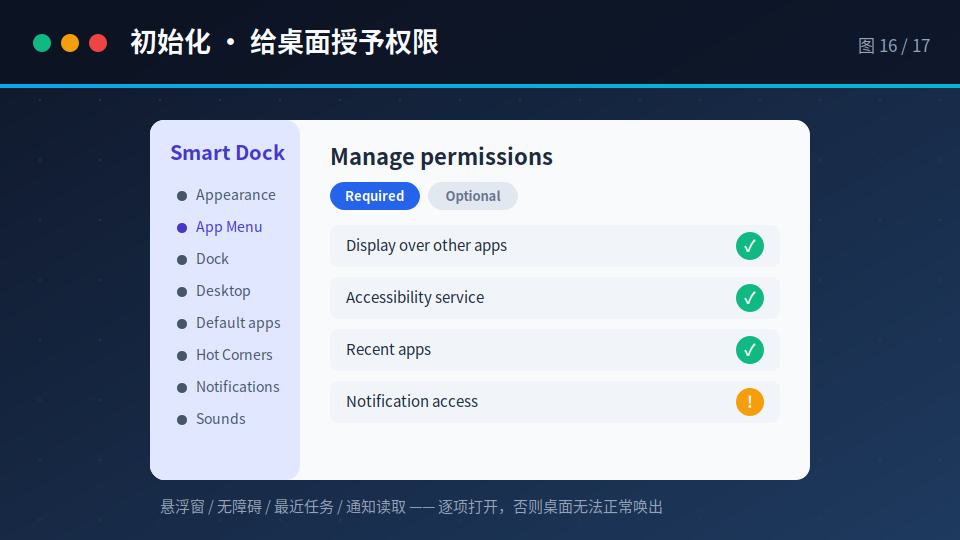 初始化 · 给桌面授予权限
图 16 / 17
Smart Dock
Appearance
App Menu
Dock
Desktop
Default apps
Hot Corners
Notifications
Sounds
Manage permissions
Required
Optional
Display over other apps
✓
Accessibility service
✓
Recent apps
✓
Notification access
!
悬浮窗 / 无障碍 / 最近任务 / 通知读取 —— 逐项打开，否则桌面无法正常唤出